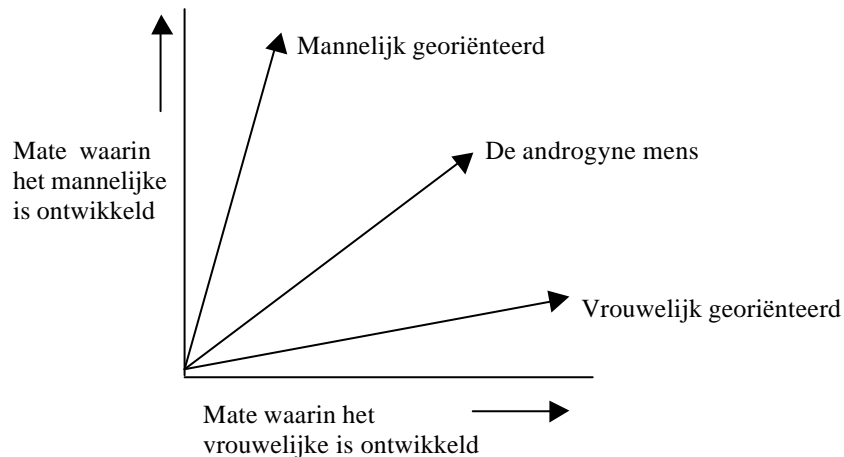 Mannelijk georiënteerd
Mate waarin
het mannelijke
is ontwikkeld
De androgyne mens
Vrouwelijk georiënteerd
Mate waarin het
vrouwelijke is ontwikkeld